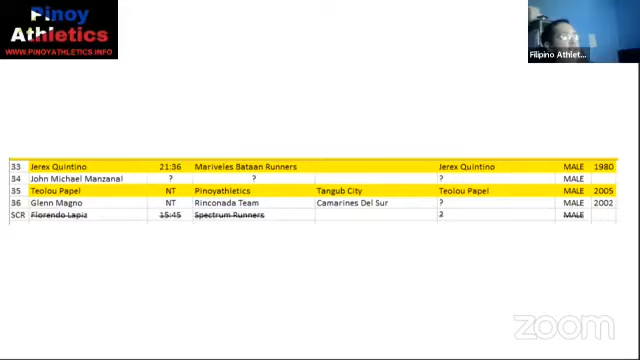 Pinoy
Athletics
WWW.PINOYATHLETICS.INFO
Filipino Athlet...
33 Jerex Quintino 21:36 Mariveles Bataan Runners Jerex Quintino MALE 1980
34 John Michael Manzanal ? ? ? MALE
35 Teolou Papel NT Pinoyathletics Tangub City Teolou Papel MALE 2005
36 Glenn Magno NT Rinconada Team Camarines Del Sur ? MALE 2002
SCR Florendo Lapiz 15:45 Spectrum Runners ? MALE
zoom